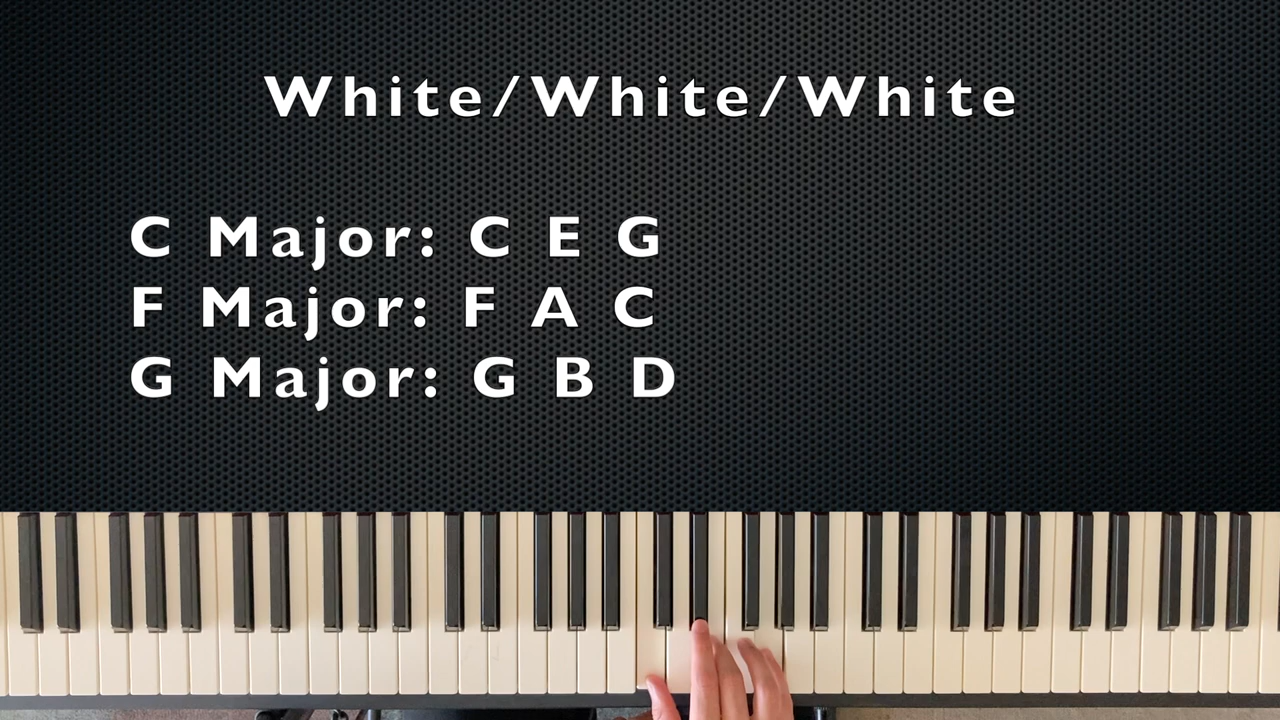 White/White/White
C Major: C E G
F Major: F A C
G Major: G B D